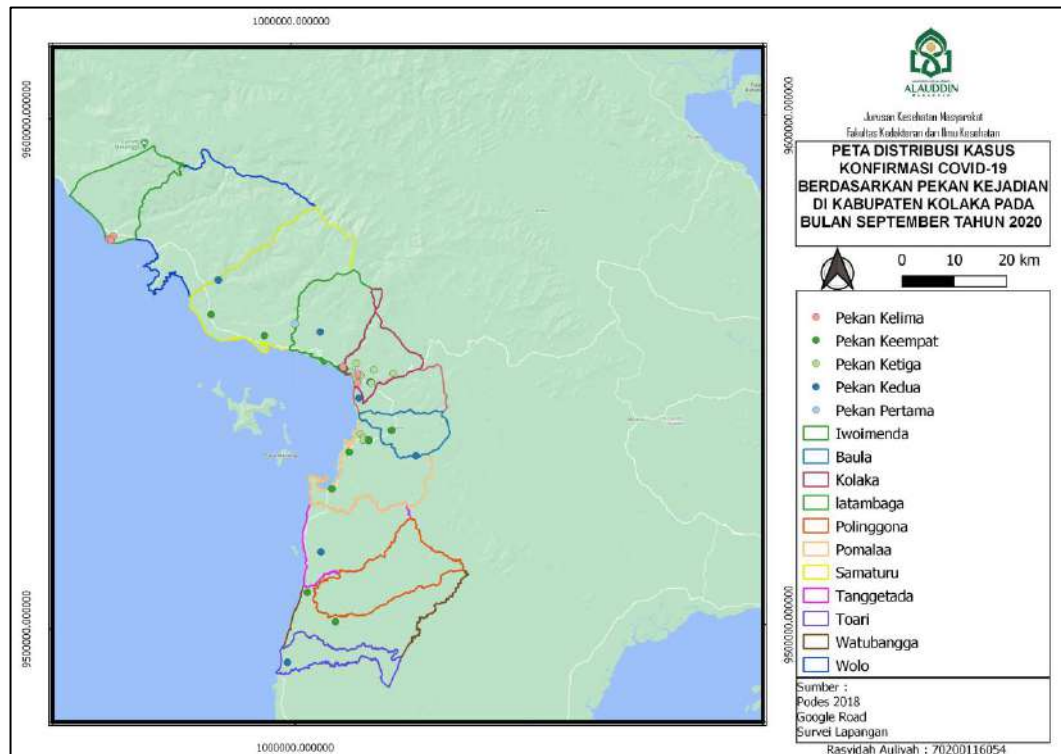 1000000.000000
9600000.000000
9600000.000000
ALAUDDIN
Jurusan Kesehatan Masyarakat
Fakultas Kedokteran dan Ilmu Kesehatan
PETA DISTRIBUSI KASUS
KONFIRMASI COVID-19
BERDASARKAN PEKAN KEJADIAN
DI KABUPATEN KOLAKA PADA
BULAN SEPTEMBER TAHUN 2020
0 10 20 km
Pekan Kelima
Pekan Keempat
Pekan Ketiga
Pekan Kedua
Pekan Pertama
Iwoimenda
Baula
Kolaka
latambaga
Polinggona
Pomalaa
Samaturu
Tanggetada
Toari
Watubangga
Wolo
9500000.000000
9500000.000000
Sumber :
Podes 2018
Google Road
Survei Lapangan
Rasyidah Auliyah : 70200116054
1000000.000000